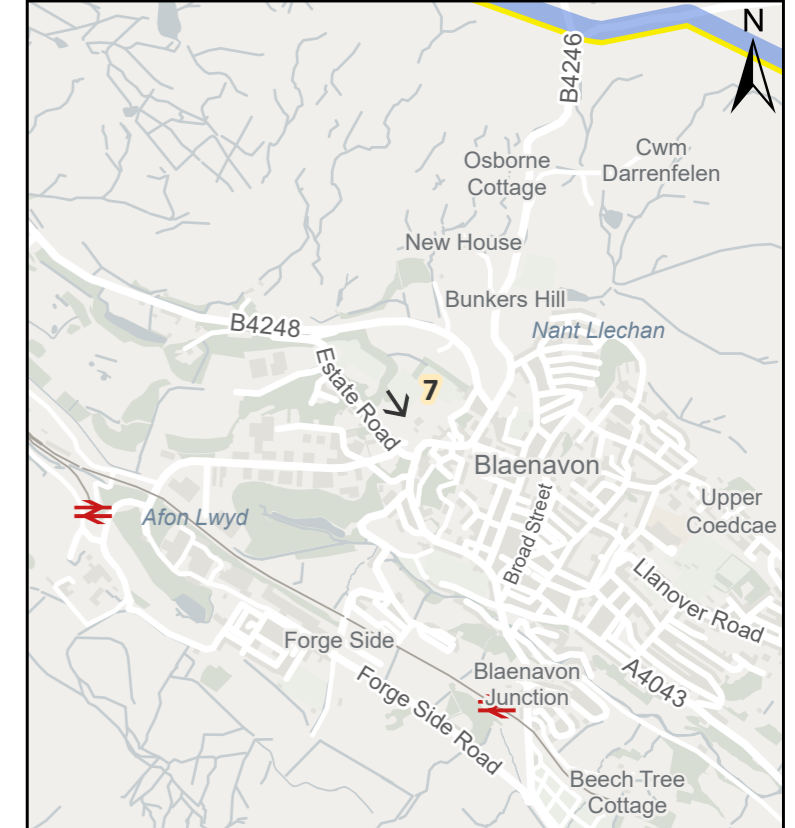 N
B4246
Osborne
Cottage
Cwm
Darrenfelen
New House
Bunkers Hill
B4248
Nant Llechan
Estate Road
7
Blaenavon
Upper
Coedcae
Afon Lwyd
Broad Street
Llanover Road
Forge Side
A4043
Blaenavon
Junction
Forge Side Road
Beech Tree
Cottage